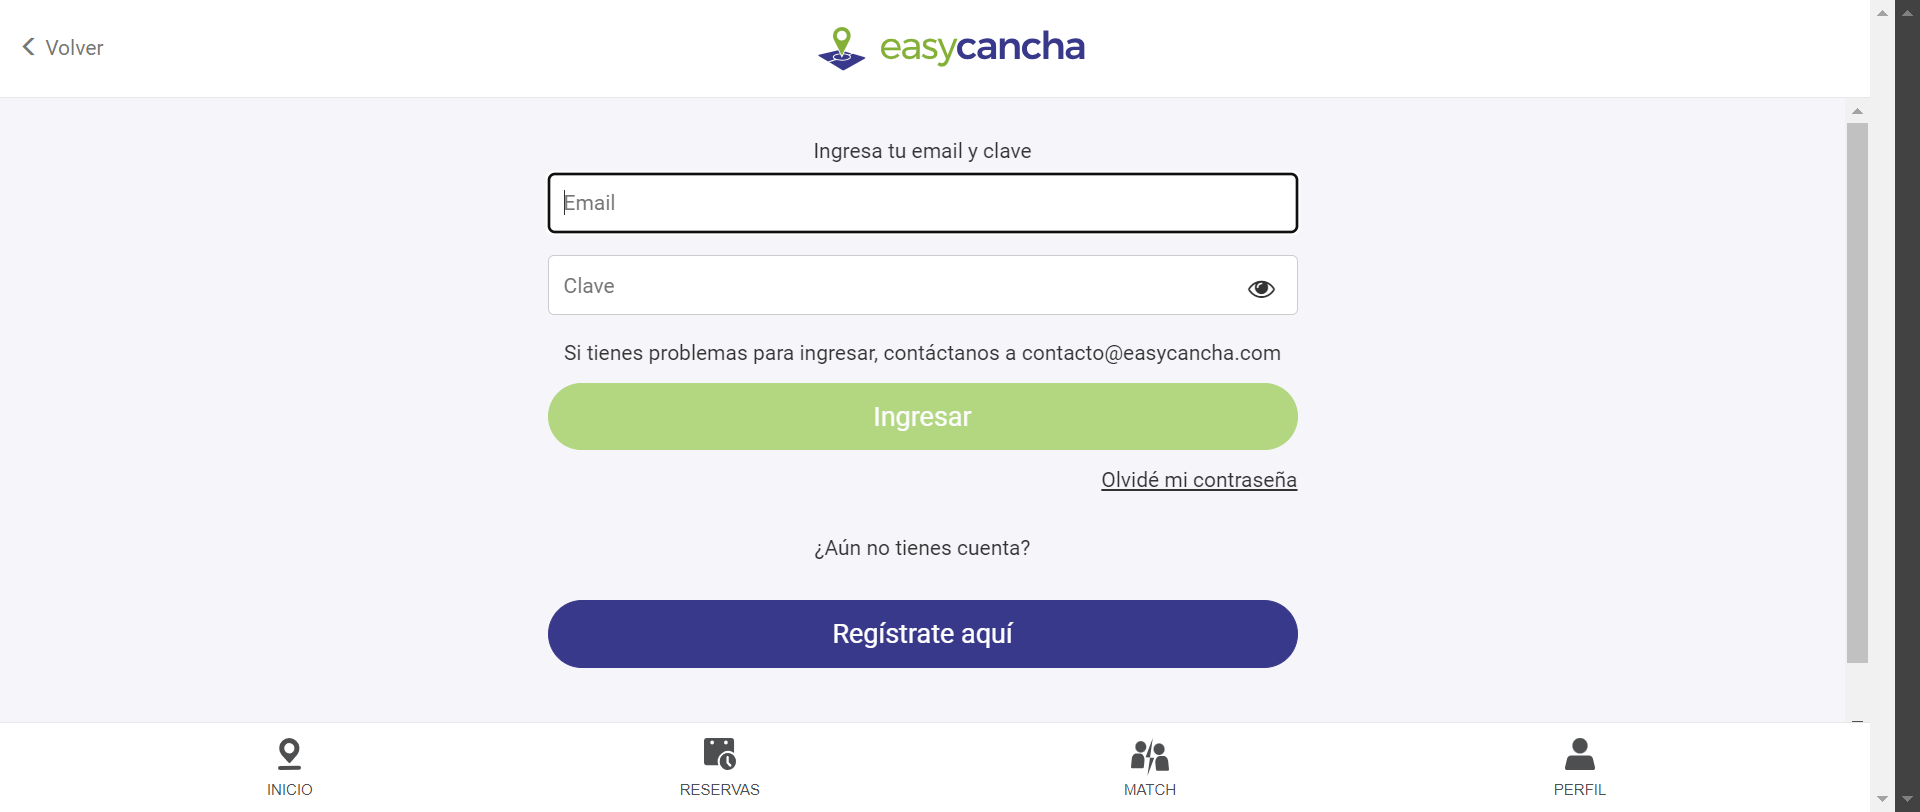 Volver
easycancha
Ingresa tu email y clave
Email
Clave
Si tienes problemas para ingresar, contáctanos a contacto@easycancha.com
Ingresar
Olvidé mi contraseña
¿Aún no tienes cuenta?
Regístrate aquí
INICIO RESERVAS MATCH PERFIL